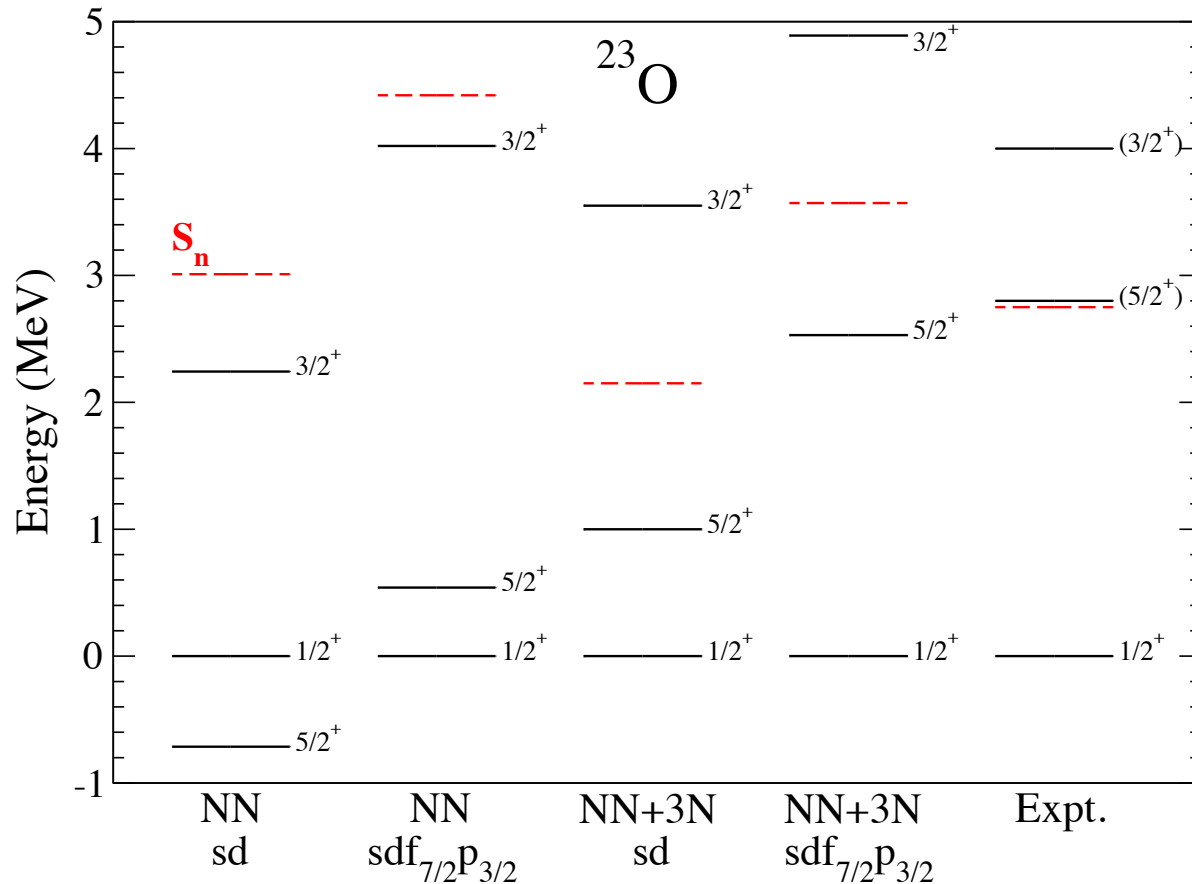 5
4
3
2
1
0
-1
Energy (MeV)
²³O
Sₙ
3/2⁺
1/2⁺
5/2⁺
3/2⁺
5/2⁺
1/2⁺
3/2⁺
5/2⁺
1/2⁺
3/2⁺
5/2⁺
1/2⁺
(3/2⁺)
(5/2⁺)
1/2⁺
NN
sd
NN
sdf₇/₂p₃/₂
NN+3N
sd
NN+3N
sdf₇/₂p₃/₂
Expt.